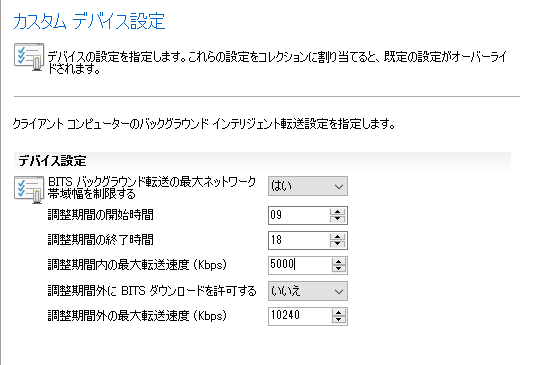 カスタム デバイス設定
デバイスの設定を指定します。これらの設定をコレクションに割り当てると、既定の設定がオーバーライ
ドされます。
クライアント コンピューターのバックグラウンド インテリジェント転送設定を指定します。
デバイス設定
BITS バックグラウンド転送の最大ネットワーク はい
帯域幅を制限する
調整期間の開始時間 09
調整期間の終了時間 18
調整期間内の最大転送速度 (Kbps) 5000
調整期間外に BITS ダウンロードを許可する いいえ
調整期間外の最大転送速度 (Kbps) 10240